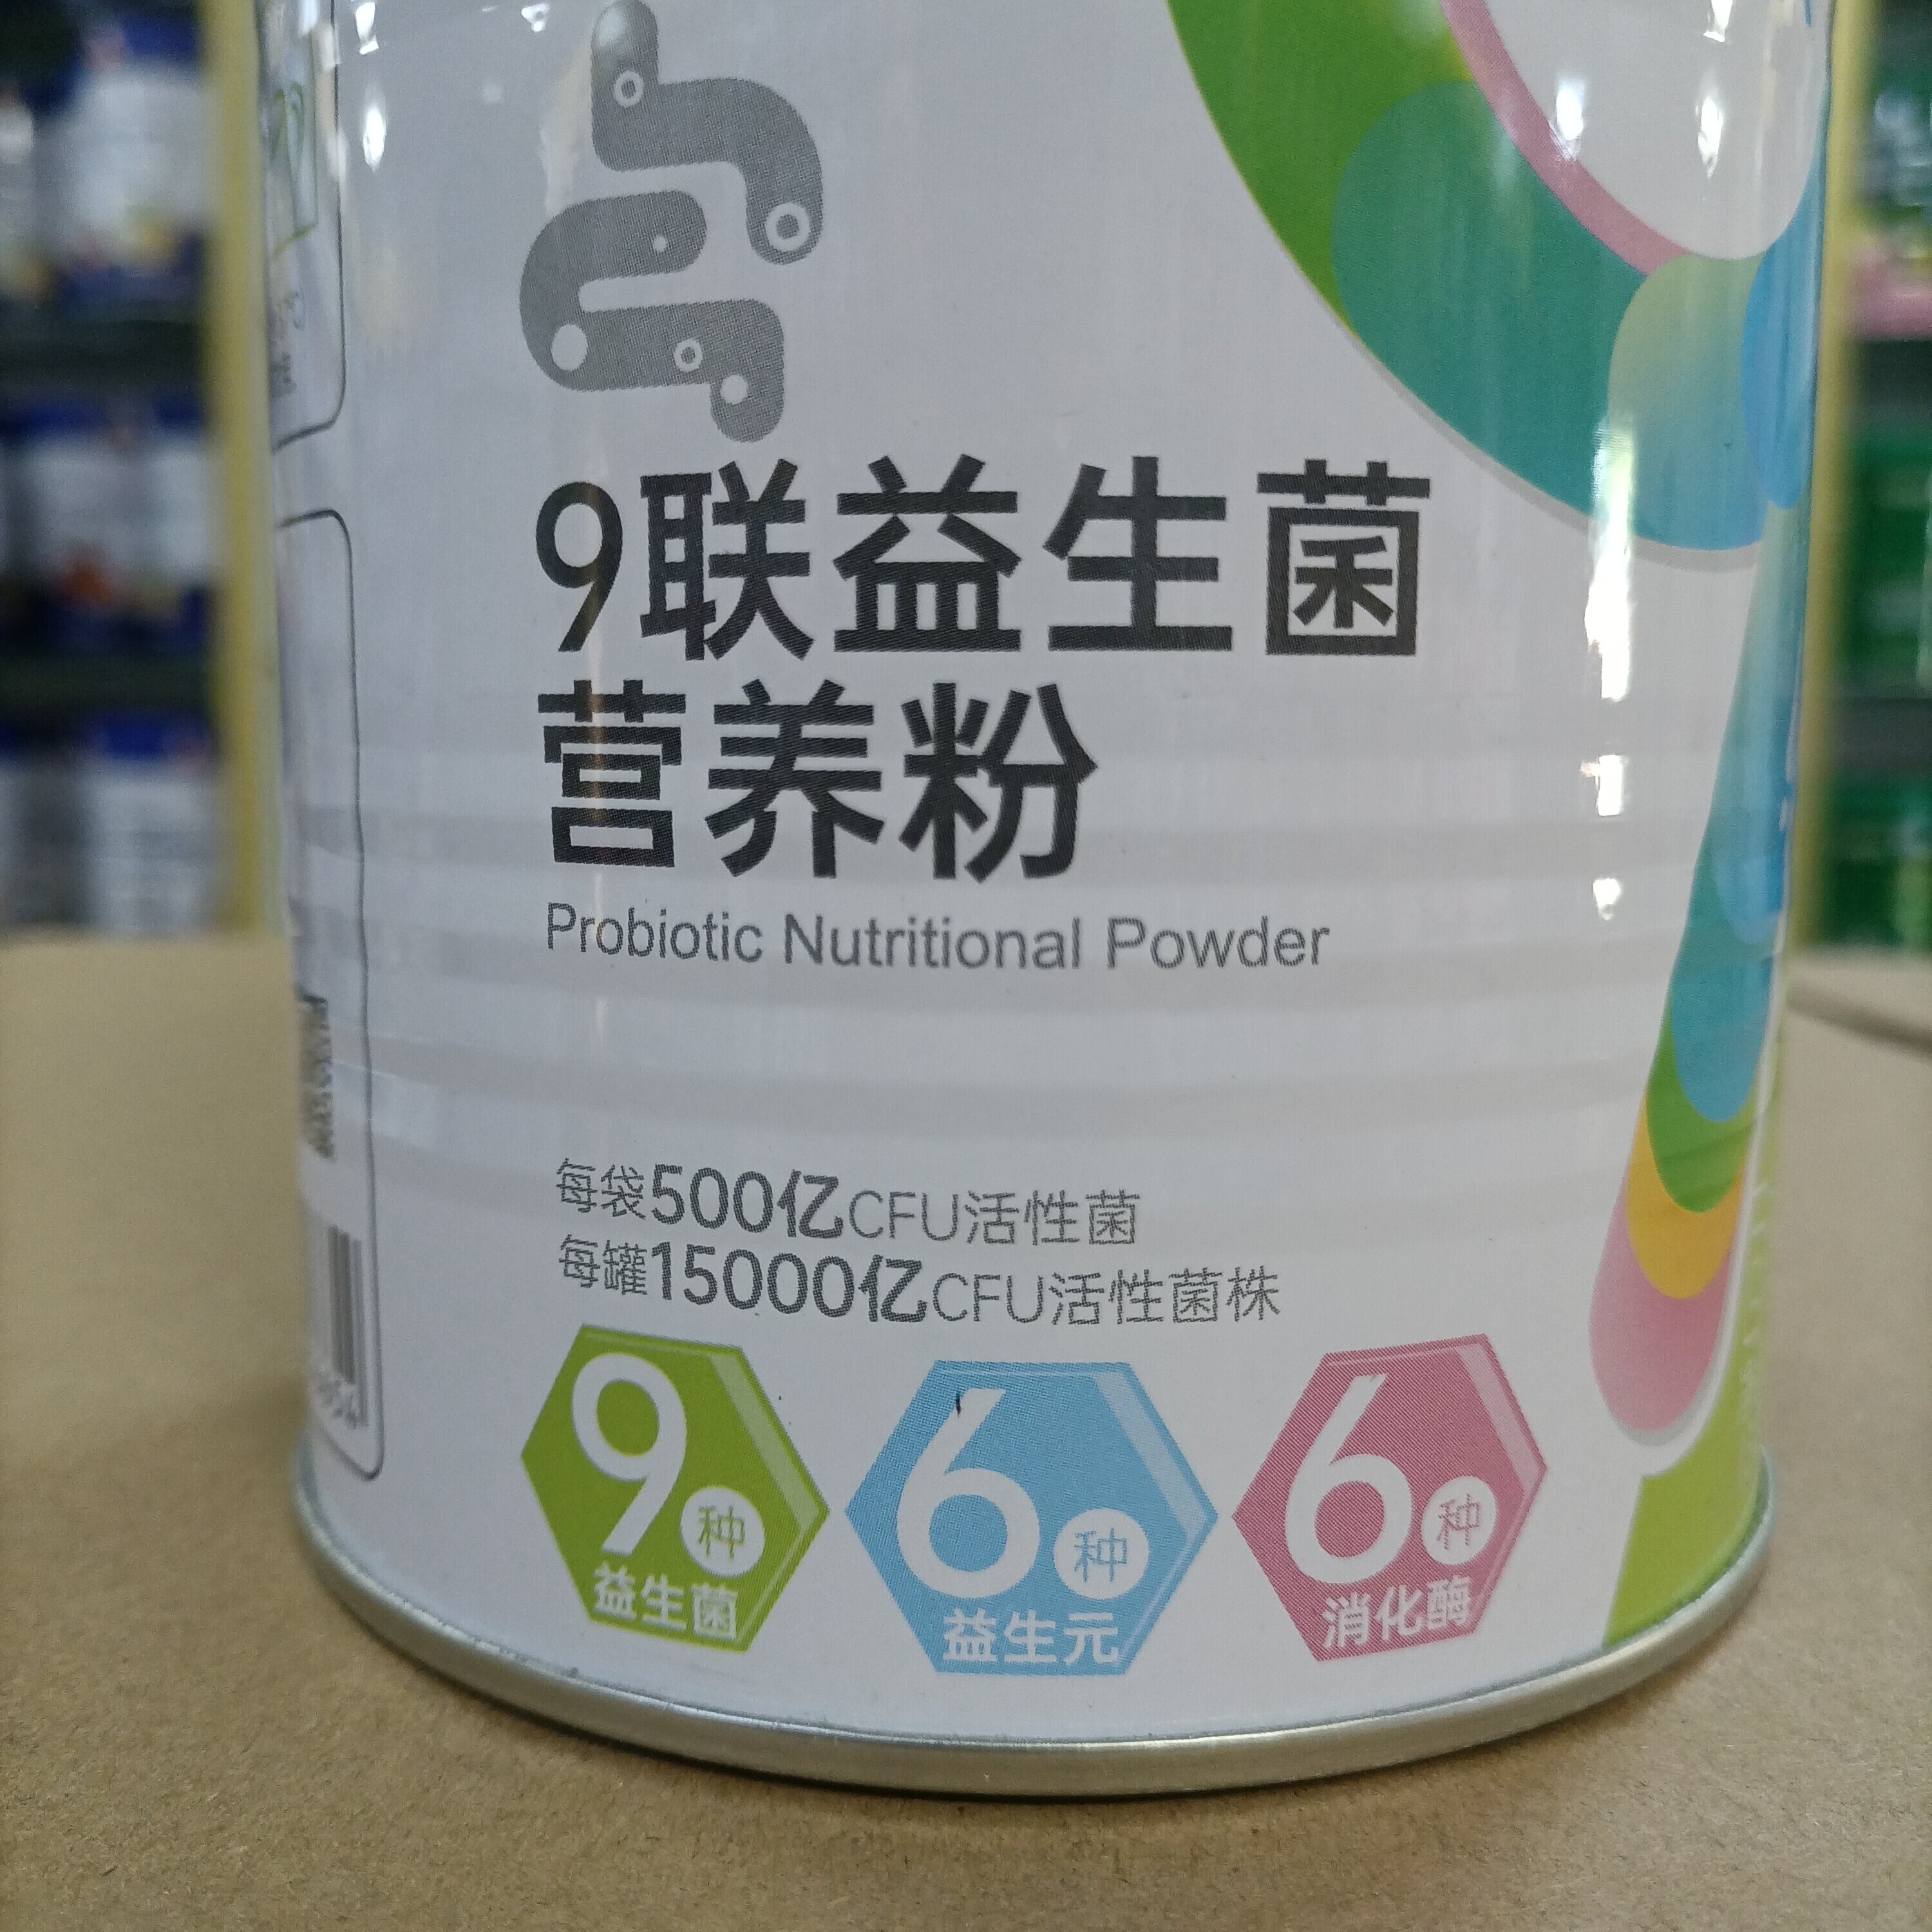 9联益生菌
营养粉
Probiotic Nutritional Powder
每袋500亿CFU活性菌
每罐15000亿CFU活性菌株
9种
益生菌
6种
益生元
6种
消化酶